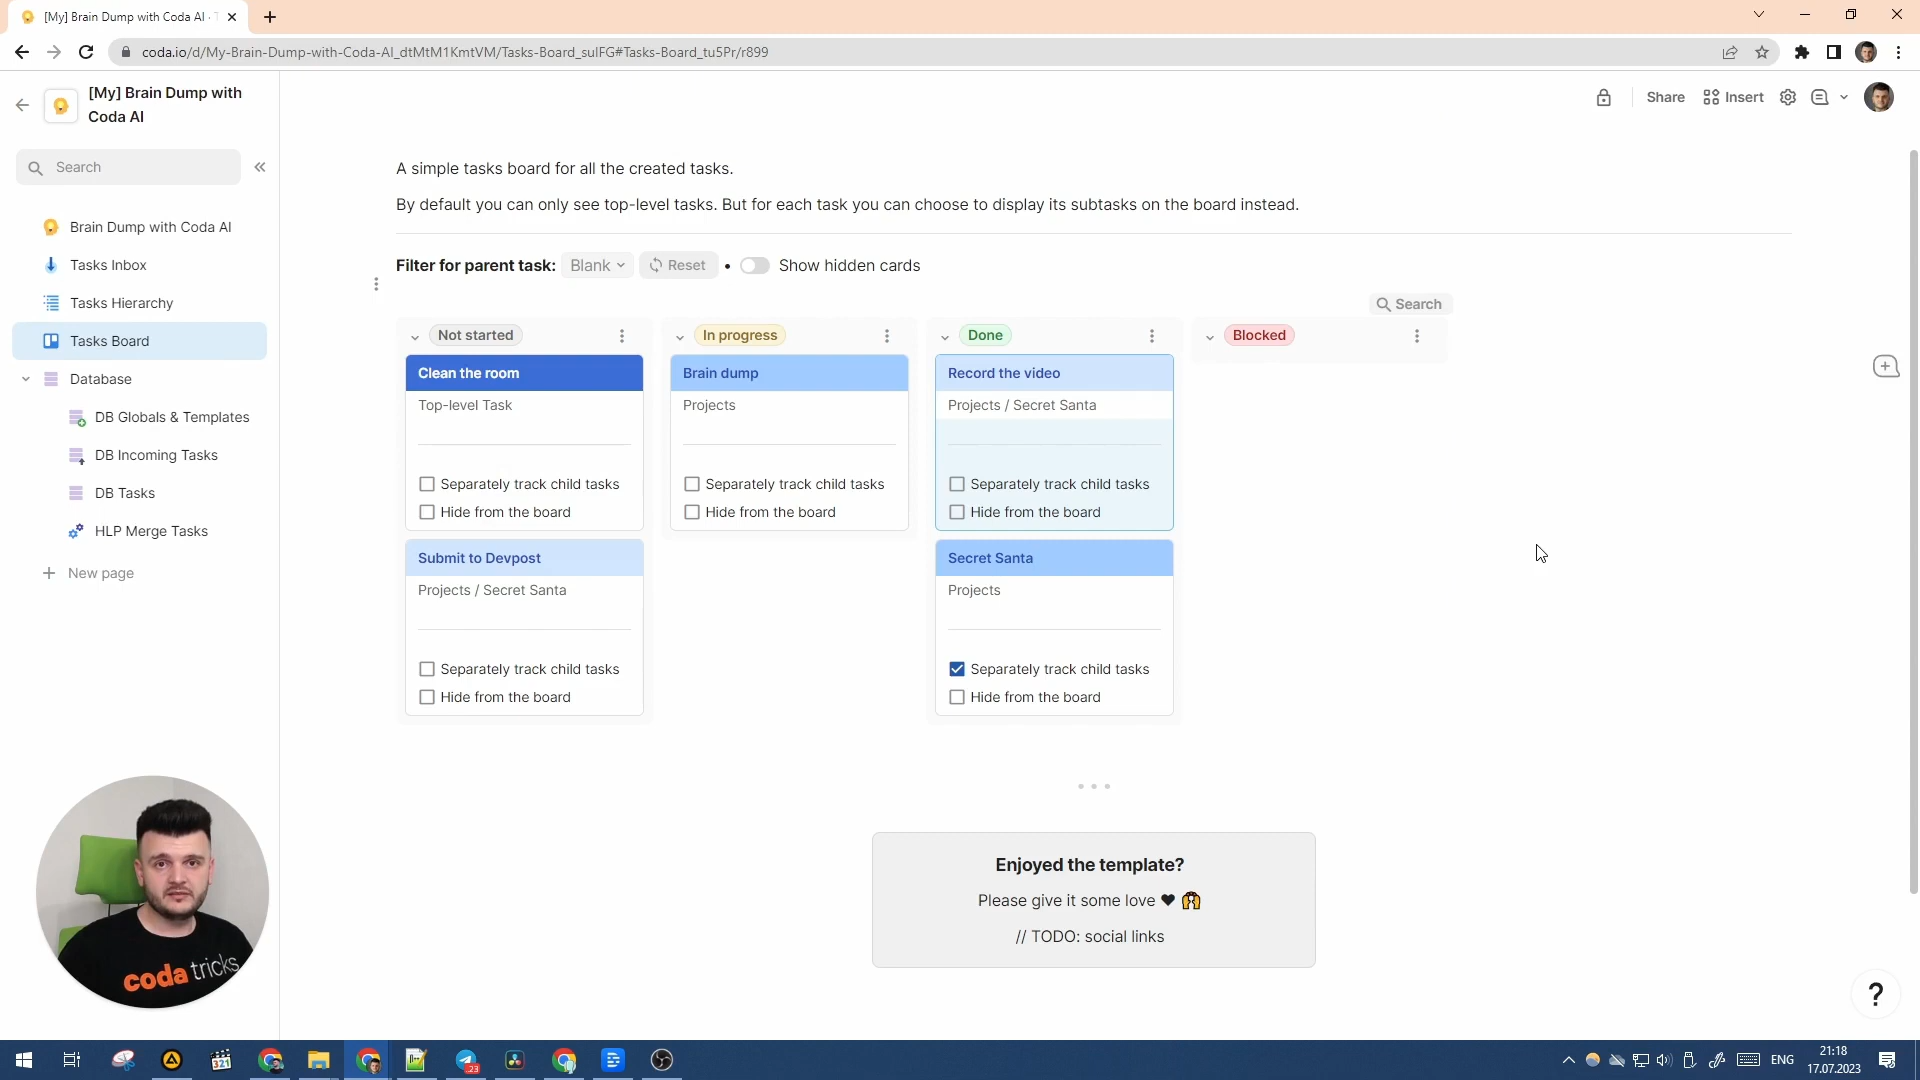 [My] Brain Dump with Coda AI · T
coda.io/d/My-Brain-Dump-with-Coda-AI_dtMtM1KmtVM/Tasks-Board_sulFG#Tasks-Board_tu5Pr/r899
[My] Brain Dump with
Coda AI
Share
Insert
Search
Brain Dump with Coda AI
Tasks Inbox
Tasks Hierarchy
Tasks Board
Database
DB Globals & Templates
DB Incoming Tasks
DB Tasks
HLP Merge Tasks
New page
A simple tasks board for all the created tasks.
By default you can only see top-level tasks. But for each task you can choose to display its subtasks on the board instead.
Filter for parent task: Blank Reset • Show hidden cards
Search
Not started
Clean the room
Top-level Task
Separately track child tasks
Hide from the board
Submit to Devpost
Projects / Secret Santa
Separately track child tasks
Hide from the board
In progress
Brain dump
Projects
Separately track child tasks
Hide from the board
Done
Record the video
Projects / Secret Santa
Separately track child tasks
Hide from the board
Secret Santa
Projects
Separately track child tasks
Hide from the board
Blocked
Enjoyed the template?
Please give it some love ❤ 🙌
// TODO: social links
coda tricks
?
321
23
ENG
21:18
17.07.2023